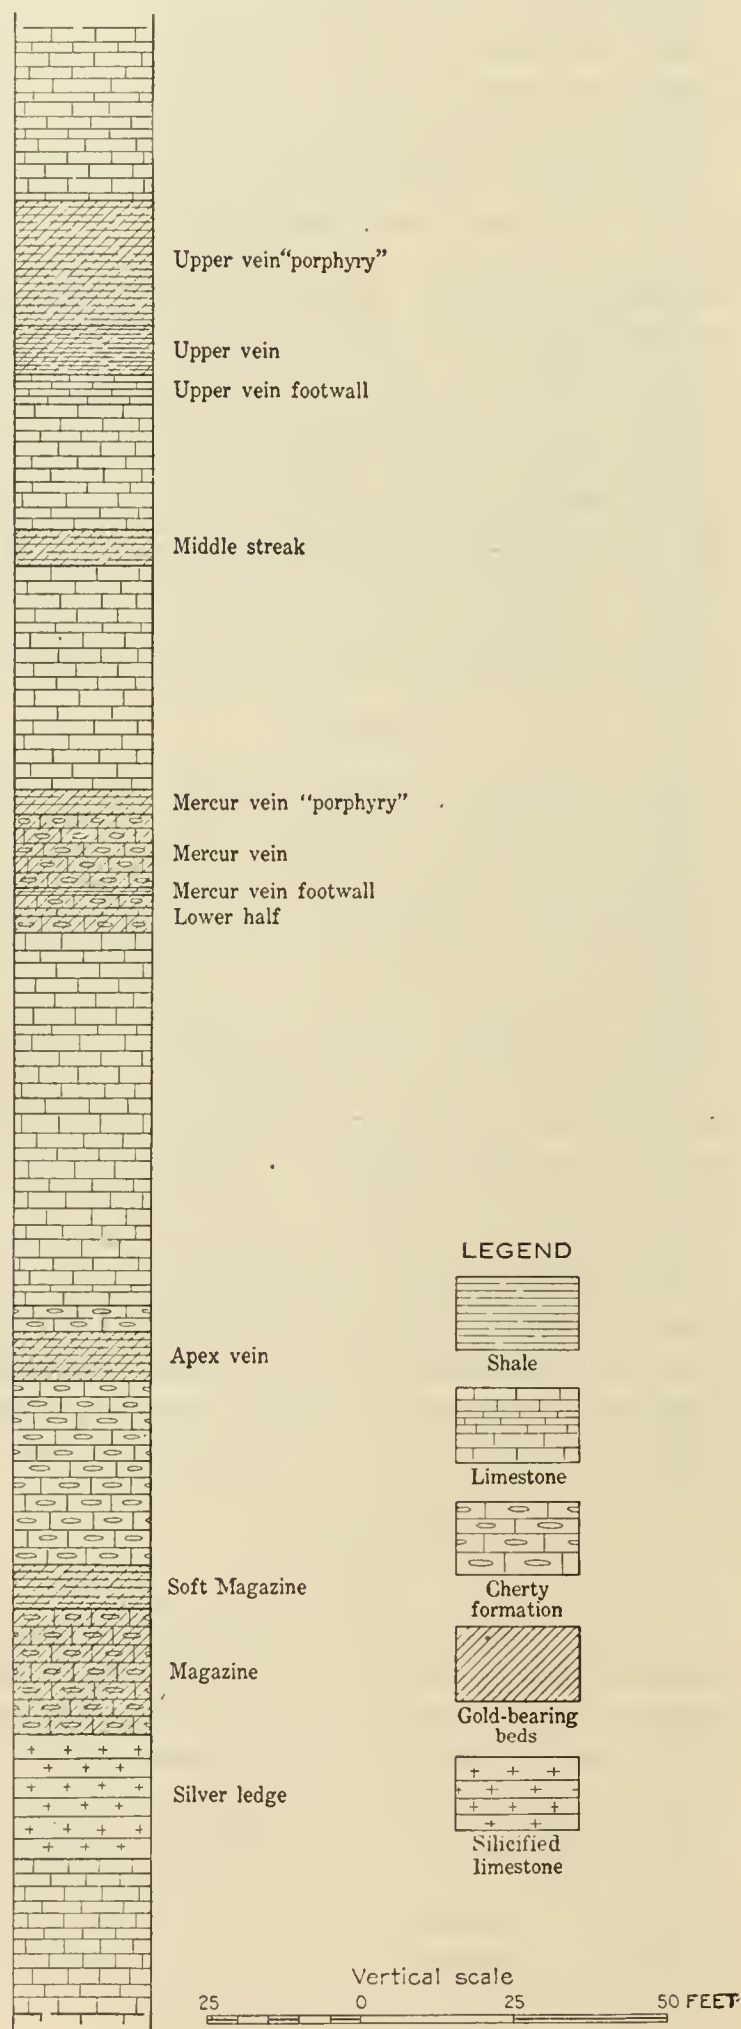 Upper vein“porphyry”
Upper vein
Upper vein footwall
Middle streak
Mercur vein “porphyry”
Mercur vein
Mercur vein footwall
Lower half
Apex vein
Soft Magazine
Magazine
Silver ledge
LEGEND
Shale
Limestone
Cherty
formation
Gold-bearing
beds
Silicified
limestone
Vertical scale
25 0 25 50 FEET